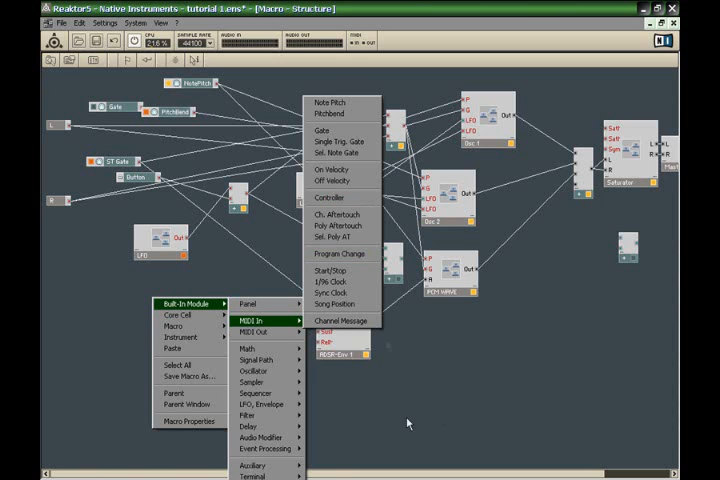 Reaktor5 - Native Instruments - tutorial 1.ens* - [Macro - Structure]
File Edit Settings System View ?
CPU
21.6 %
SAMPLE RATE
44100
AUDIO IN
AUDIO OUT
MIDI
in out
NotePitch
Gate
PitchBend
L
ST Gate
Button
R
LFO
Out
P
G
LFO
LFO
Out
Osc 1
P
G
LFO
LFO
Out
Osc 2
P
G
A
Out
PCM WAVE
L
R
Saturator
L
R
ADSR-Env 1
Built-In Module
Core Cell
Macro
Instrument
Paste
Select All
Save Macro As...
Parent
Parent Window
Macro Properties
Panel
MIDI In
MIDI Out
Math
Signal Path
Oscillator
Sampler
Sequencer
LFO, Envelope
Filter
Delay
Audio Modifier
Event Processing
Auxiliary
Terminal
Note Pitch
Pitchbend
Gate
Single Trig. Gate
Sel. Note Gate
On Velocity
Off Velocity
Controller
Ch. Aftertouch
Poly Aftertouch
Sel. Poly AT
Program Change
Start/Stop
1/96 Clock
Sync Clock
Song Position
Channel Message